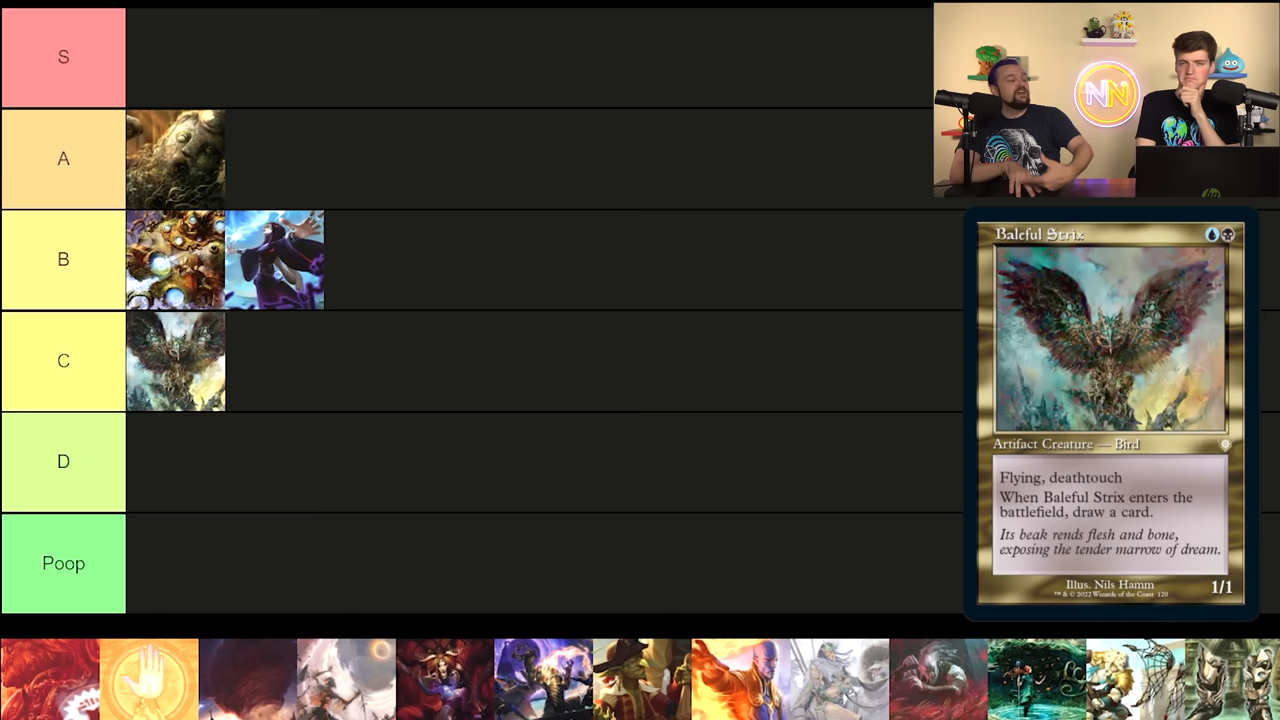 S
A
B
C
D
Poop
NN
Baleful Strix
Artifact Creature — Bird
Flying, deathtouch
When Baleful Strix enters the
battlefield, draw a card.
Its beak rends flesh and bone,
exposing the tender marrow of dream.
Illus. Nils Hamm
™ & © 2022 Wizards of the Coast 120
1/1
hp